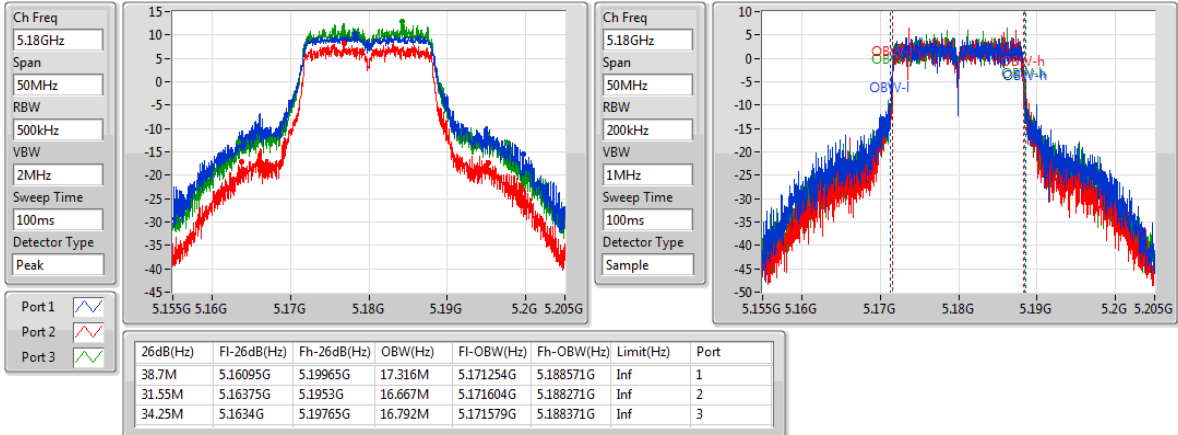 Ch Freq
5.18GHz
Span
50MHz
RBW
500kHz
VBW
2MHz
Sweep Time
100ms
Detector Type
Peak
Port 1
Port 2
Port 3
15
10
5
0
-5
-10
-15
-20
-25
-30
-35
-40
-45
5.155G 5.16G 5.17G 5.18G 5.19G 5.2G 5.205G
Ch Freq
5.18GHz
Span
50MHz
RBW
200kHz
VBW
1MHz
Sweep Time
100ms
Detector Type
Sample
10
5
0
-5
-10
-15
-20
-25
-30
-35
-40
-45
-50
OBW-l
OBW-h
OBW-h
5.155G 5.16G 5.17G 5.18G 5.19G 5.2G 5.205G
26dB(Hz) Fl-26dB(Hz) Fh-26dB(Hz) OBW(Hz) Fl-OBW(Hz) Fh-OBW(Hz) Limit(Hz) Port
38.7M 5.16095G 5.19965G 17.316M 5.171254G 5.188571G Inf 1
31.55M 5.16375G 5.1953G 16.667M 5.171604G 5.188271G Inf 2
34.25M 5.1634G 5.19765G 16.792M 5.171579G 5.188371G Inf 3